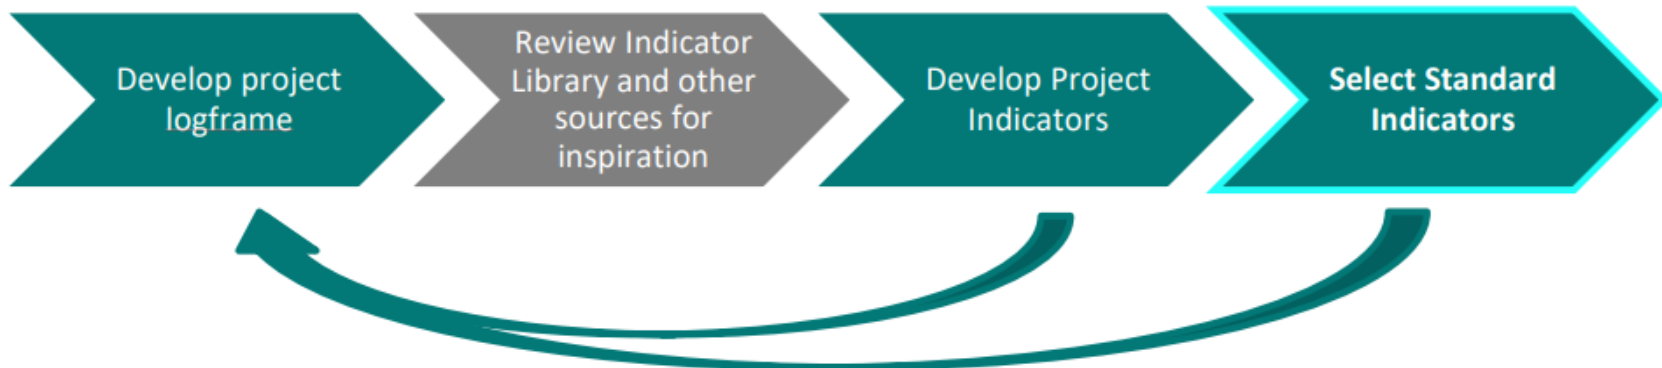 Develop project
logframe
Review Indicator
Library and other
sources for
inspiration
Develop Project
Indicators
Select Standard
Indicators